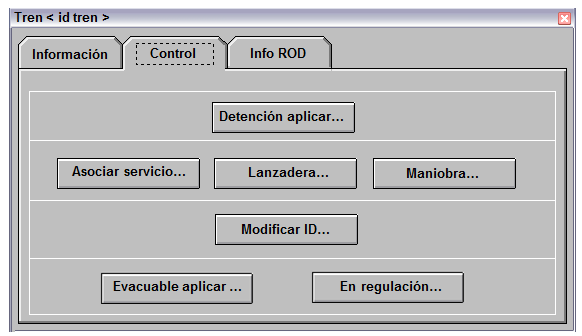 Tren < id tren >
Información Control Info ROD
Detención aplicar...
Asociar servicio... Lanzadera... Maniobra...
Modificar ID...
Evacuable aplicar ... En regulación...